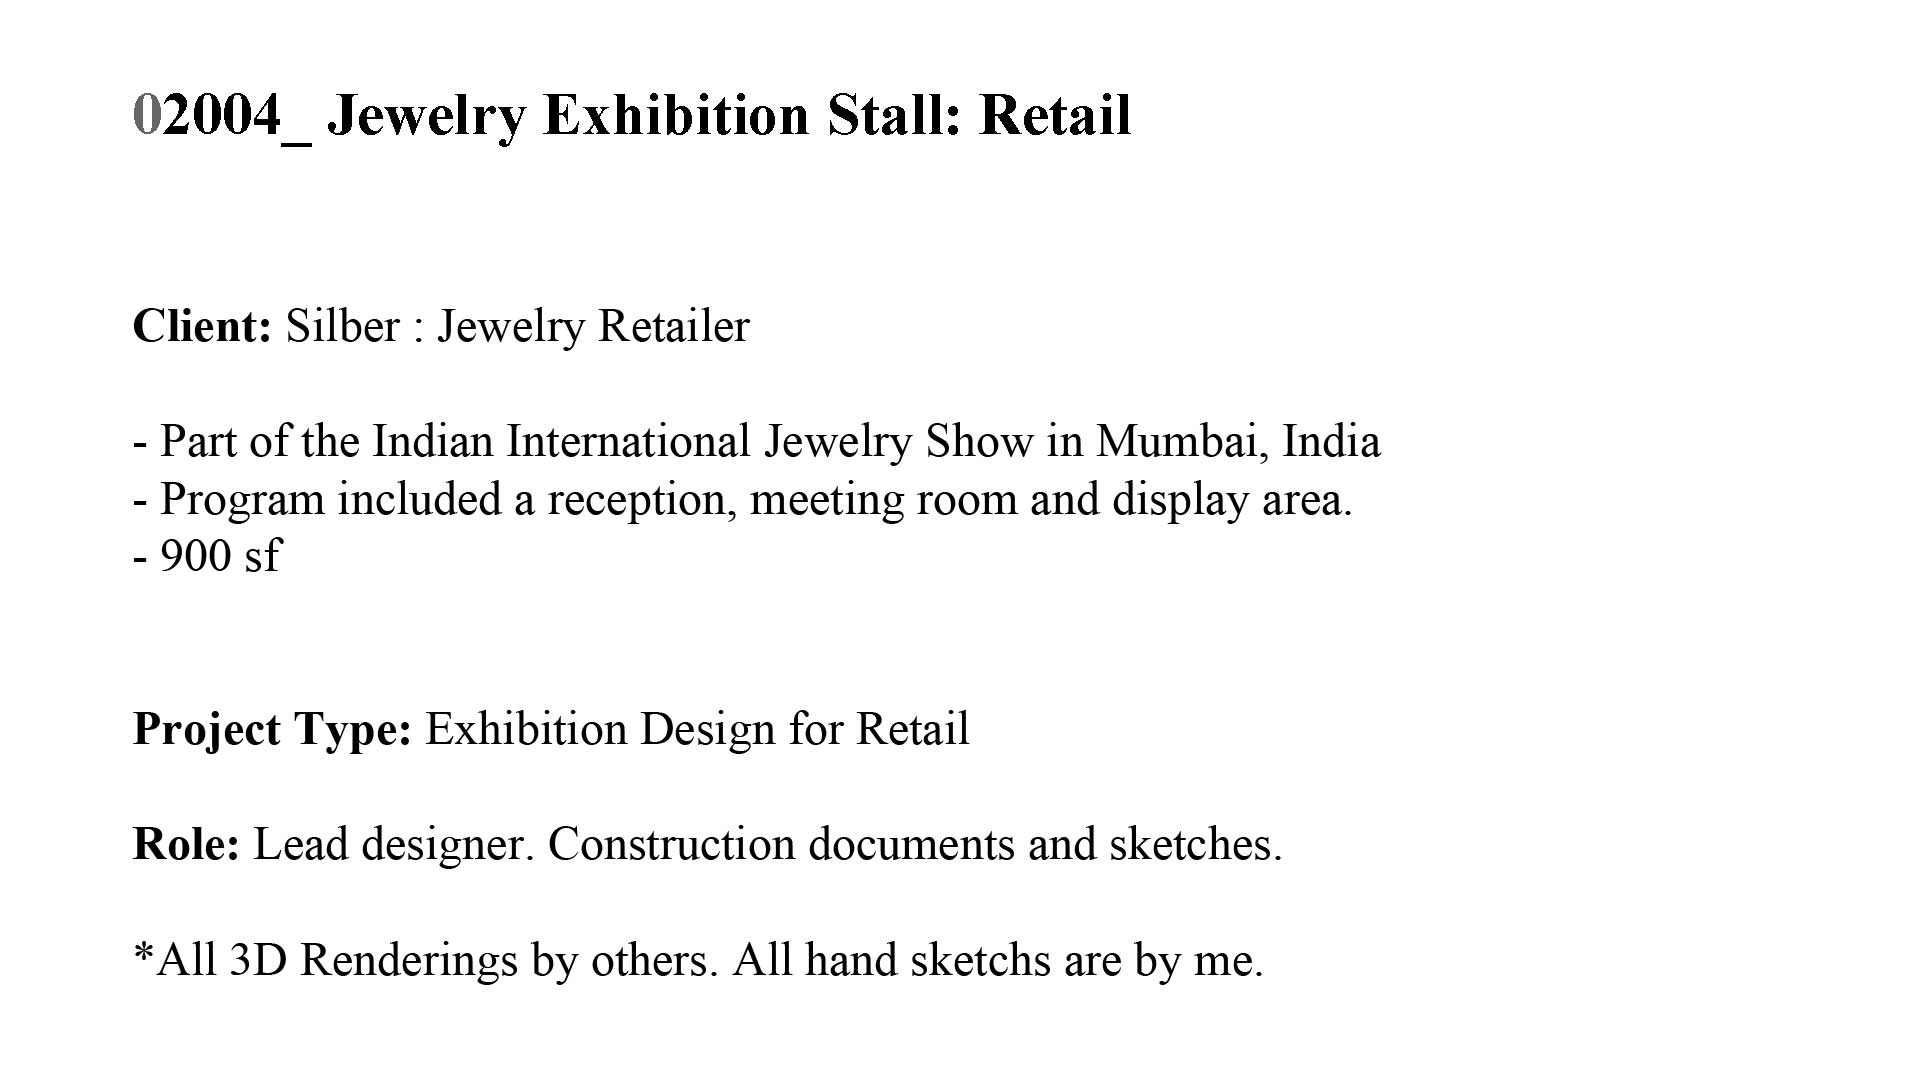 02004_ Jewelry Exhibition Stall: Retail
Client: Silber : Jewelry Retailer
- Part of the Indian International Jewelry Show in Mumbai, India
- Program included a reception, meeting room and display area.
- 900 sf
Project Type: Exhibition Design for Retail
Role: Lead designer. Construction documents and sketches.
*All 3D Renderings by others. All hand sketchs are by me.